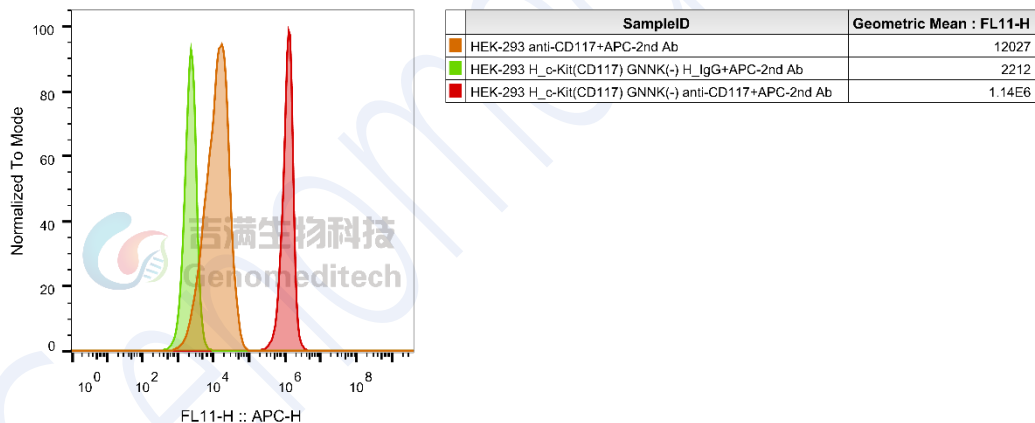 SampleID Geometric Mean : FL11-H
HEK-293 anti-CD117+APC-2nd Ab 12027
HEK-293 H_c-Kit(CD117) GNNK(-) H_IgG+APC-2nd Ab 2212
HEK-293 H_c-Kit(CD117) GNNK(-) anti-CD117+APC-2nd Ab 1.14E6
Normalized To Mode
100
80
60
40
20
0
吉满生物科技
Genomeditech
10^0 10^2 10^4 10^6 10^8
FL11-H :: APC-H